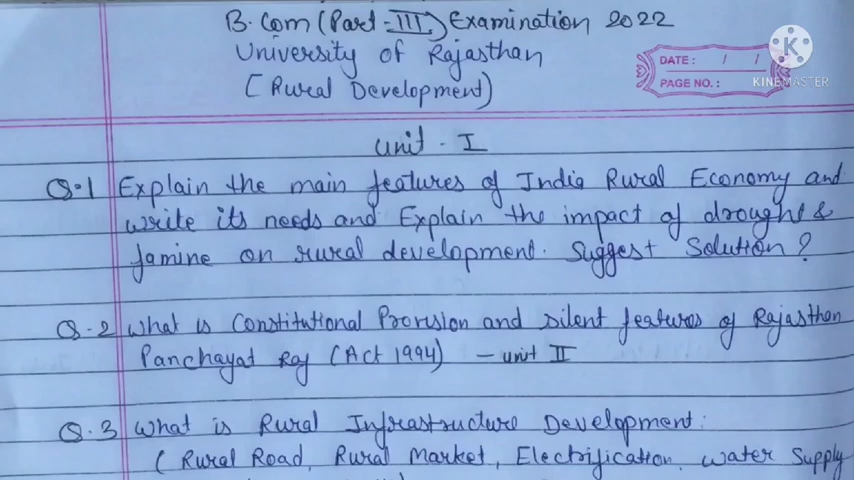 B.Com (Part-III) Examination 2022
University of Rajasthan
[Rural Development)
DATE: / /
PAGE NO.:
K
KINEMASTER
Unit - I
Q.1 Explain the main features of India Rural Economy and
write its needs and Explain the impact of drought &
famine on rural development. Suggest Solution?
Q.2 What is Constitutional Provision and Silent features of Rajasthan
Panchayat Raj (Act 1994) - unit II
Q.3 What is Rural Infrastructure Development:
(Rural Road, Rural Market, Electrification, Water Supply